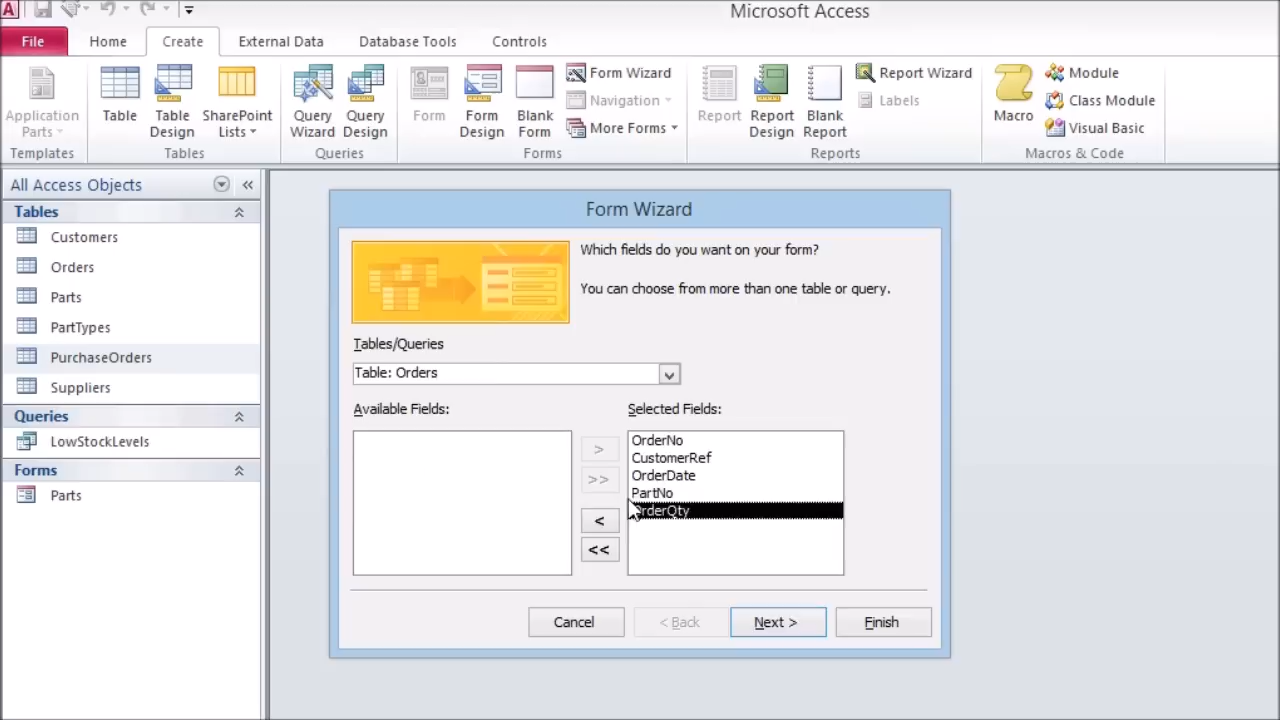 A
Microsoft Access
File Home Create External Data Database Tools Controls
Application Parts
Table
Table Design
SharePoint Lists
Query Wizard
Query Design
Form
Form Design
Blank Form
Form Wizard
Navigation
More Forms
Report
Report Design
Blank Report
Report Wizard
Labels
Macro
Module
Class Module
Visual Basic
Templates Tables Queries Forms Reports Macros & Code
All Access Objects
Tables
Customers
Orders
Parts
PartTypes
PurchaseOrders
Suppliers
Queries
LowStockLevels
Forms
Parts
Form Wizard
Which fields do you want on your form?
You can choose from more than one table or query.
Tables/Queries
Table: Orders
Available Fields:
Selected Fields:
OrderNo
CustomerRef
OrderDate
PartNo
OrderQty
>
>>
<
<<
Cancel < Back Next > Finish